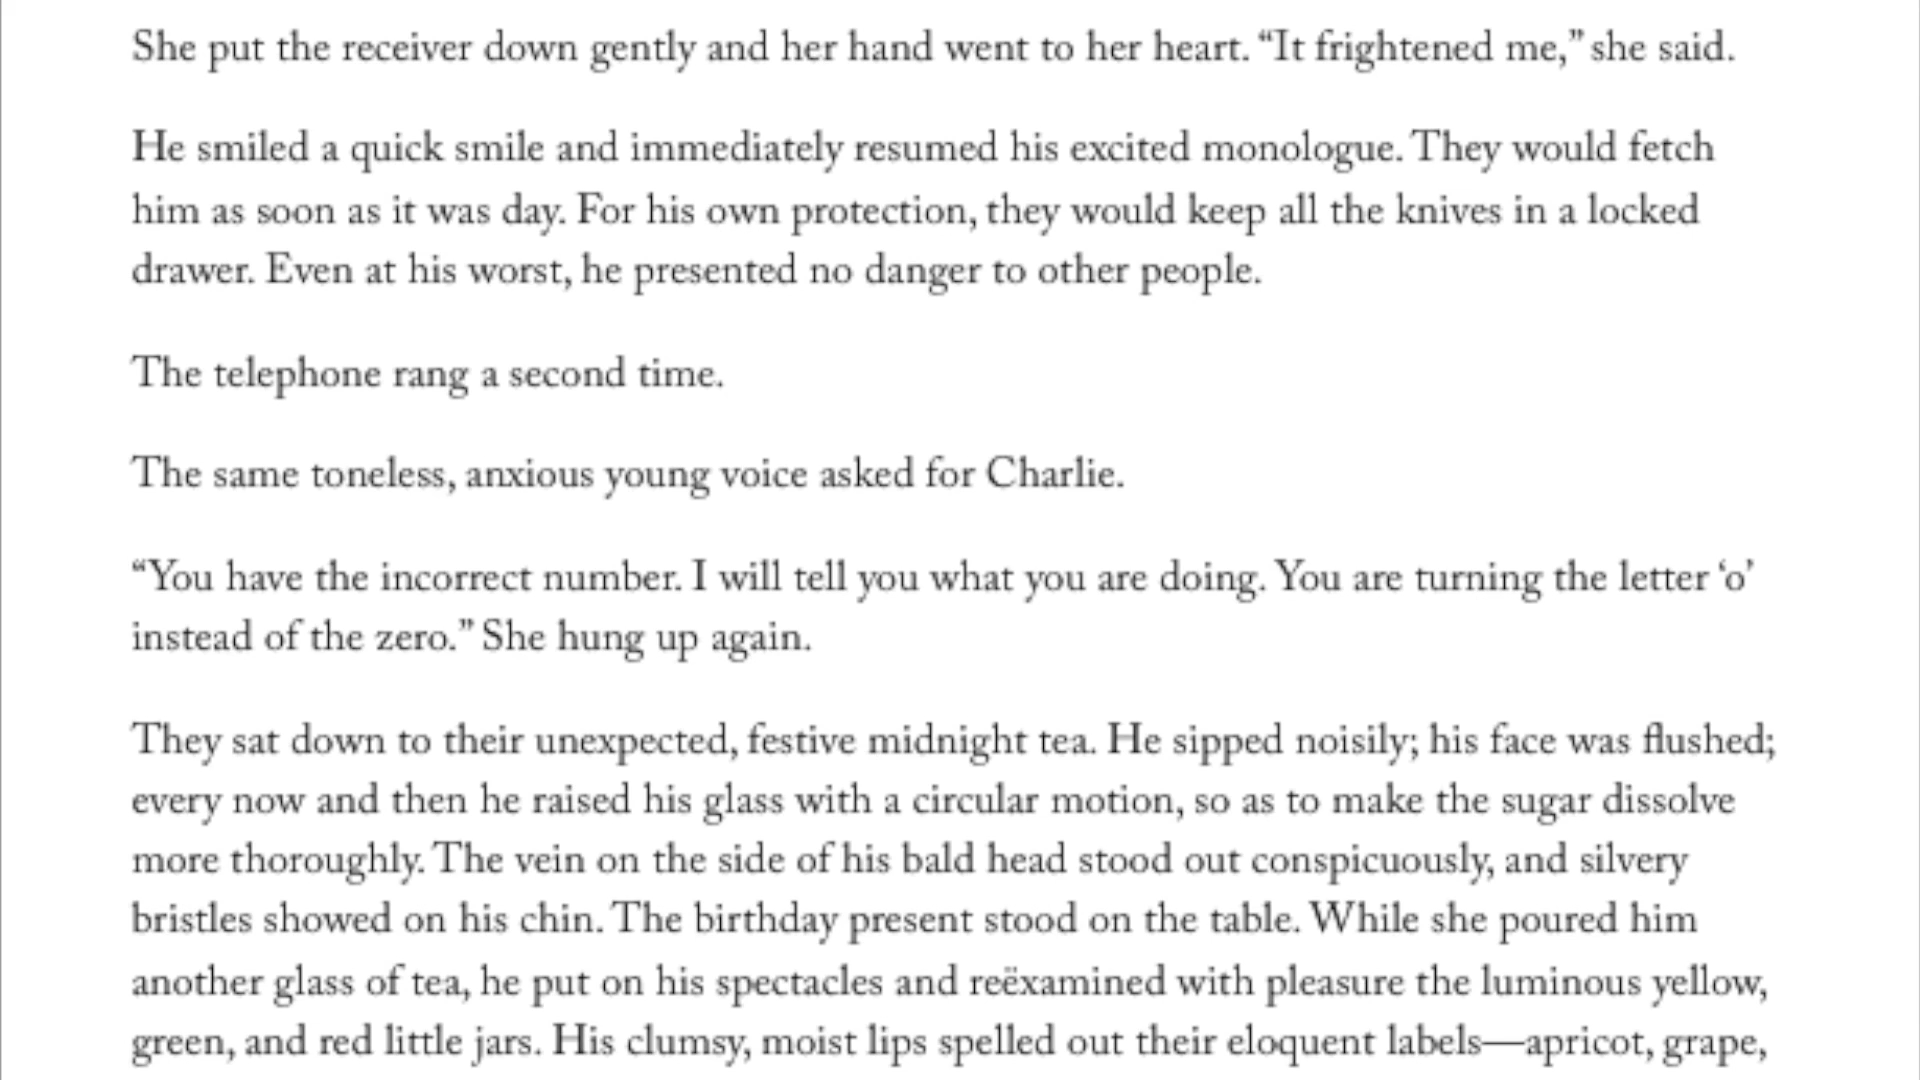 She put the receiver down gently and her hand went to her heart. “It frightened me,” she said.
He smiled a quick smile and immediately resumed his excited monologue. They would fetch
him as soon as it was day. For his own protection, they would keep all the knives in a locked
drawer. Even at his worst, he presented no danger to other people.
The telephone rang a second time.
The same toneless, anxious young voice asked for Charlie.
“You have the incorrect number. I will tell you what you are doing. You are turning the letter ‘o’
instead of the zero.” She hung up again.
They sat down to their unexpected, festive midnight tea. He sipped noisily; his face was flushed;
every now and then he raised his glass with a circular motion, so as to make the sugar dissolve
more thoroughly. The vein on the side of his bald head stood out conspicuously, and silvery
bristles showed on his chin. The birthday present stood on the table. While she poured him
another glass of tea, he put on his spectacles and reëxamined with pleasure the luminous yellow,
green, and red little jars. His clumsy, moist lips spelled out their eloquent labels—apricot, grape,